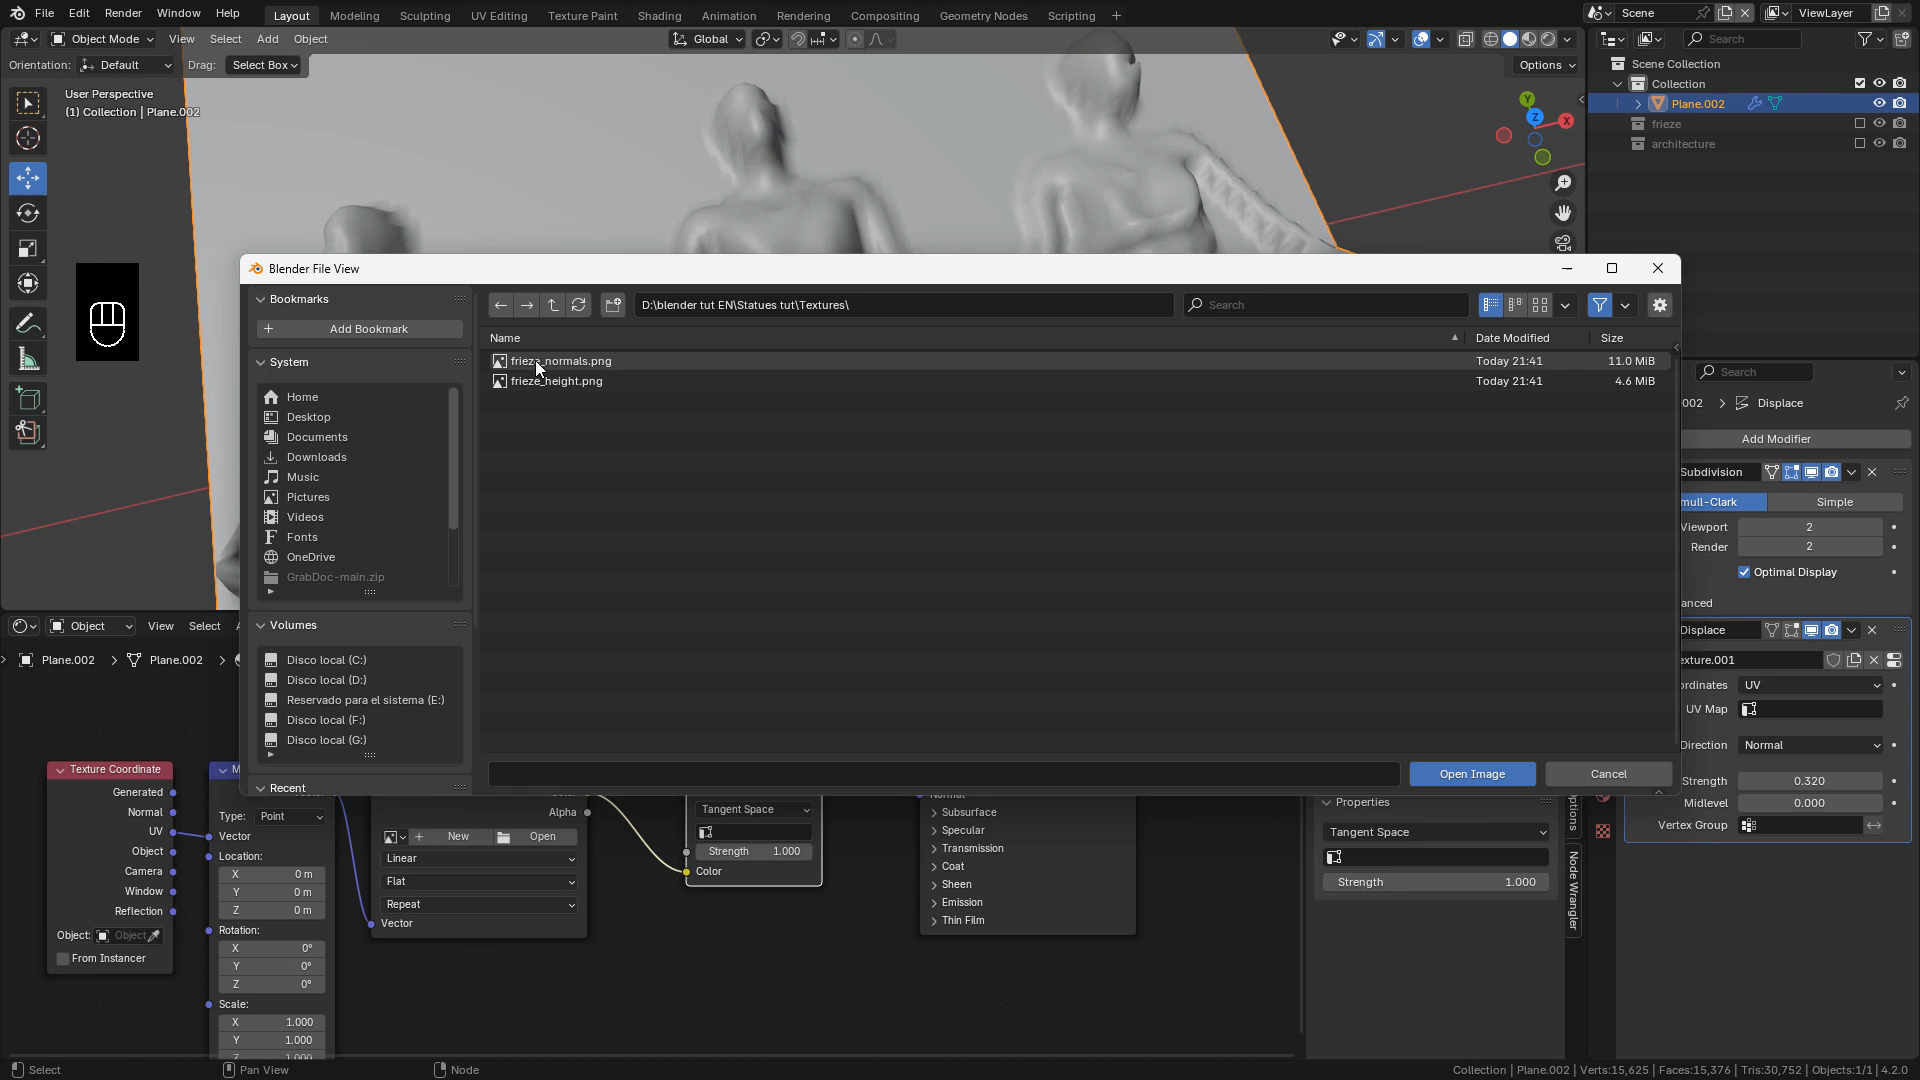 File Edit Render Window Help Layout Modeling Sculpting UV Editing Texture Paint Shading Animation Rendering Compositing Geometry Nodes Scripting + Scene ViewLayer
Object Mode View Select Add Object Global Search
Orientation: Default Drag: Select Box Options
User Perspective
(1) Collection | Plane.002
Y
Z
X
Scene Collection
Collection
Plane.002
frieze
architecture
Blender File View
Bookmarks
+ Add Bookmark
System
Home
Desktop
Documents
Downloads
Music
Pictures
Videos
Fonts
OneDrive
GrabDoc-main.zip
Volumes
Disco local (C:)
Disco local (D:)
Reservado para el sistema (E:)
Disco local (F:)
Disco local (G:)
Recent
D:\blender tut EN\Statues tut\Textures\ Search
Name Date Modified Size
frieze_normals.png Today 21:41 11.0 MiB
frieze_height.png Today 21:41 4.6 MiB
Open Image Cancel
Search
002 > Displace
Add Modifier
Subdivision
mull-Clark Simple
Viewport 2
Render 2
Optimal Display
anced
Displace
exture.001
ordinates UV
UV Map
Direction Normal
Strength 0.320
Midlevel 0.000
Vertex Group
Object View Select
Plane.002 > Plane.002 >
Texture Coordinate
Generated
Normal
UV
Object
Camera
Window
Reflection
Object: Object
From Instancer
M
Type: Point
Vector
Location:
X 0 m
Y 0 m
Z 0 m
Rotation:
X 0°
Y 0°
Z 0°
Scale:
X 1.000
Y 1.000
Z 1.000
Alpha
+ New Open
Linear
Flat
Repeat
Vector
Tangent Space
Strength 1.000
Color
Normal
Subsurface
Specular
Transmission
Coat
Sheen
Emission
Thin Film
Properties
Tangent Space
Strength 1.000
ptions
Node Wrangler
Select Pan View Node Collection | Plane.002 | Verts:15,625 | Faces:15,376 | Tris:30,752 | Objects:1/1 | 4.2.0